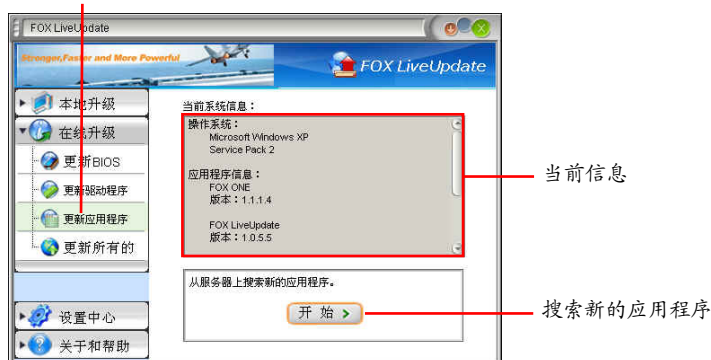 FOX LiveUpdate
Stronger,Faster and More Powerful
FOX LiveUpdate
本地升级
在线升级
更新BIOS
更新驱动程序
更新应用程序
更新所有的
设置中心
关于和帮助
当前系统信息：
操作系统：
Microsoft Windows XP
Service Pack 2
应用程序信息：
FOX ONE
版本：1.1.1.4
FOX LiveUpdate
版本：1.0.5.5
从服务器上搜索新的应用程序。
开 始
当前信息
搜索新的应用程序